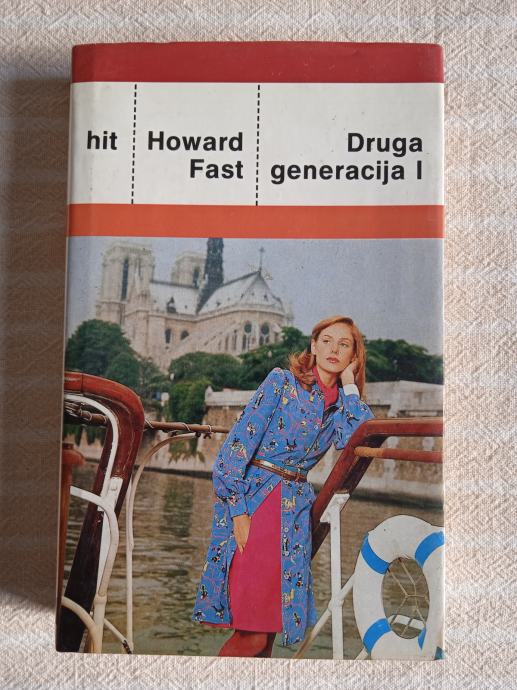 hit
Howard
Fast
Druga
generacija I